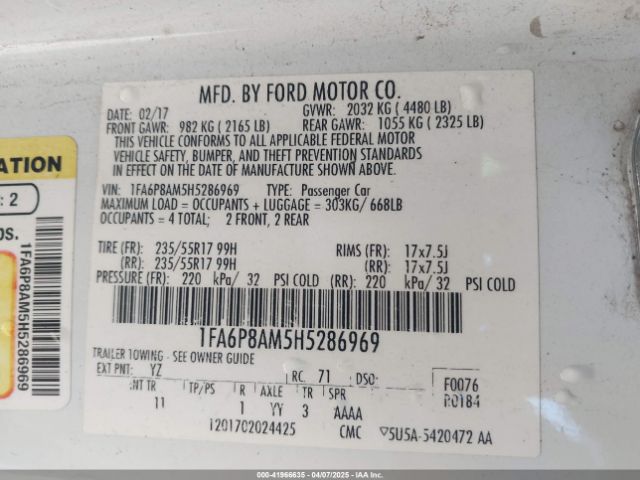 MFD. BY FORD MOTOR CO.
DATE: 02/17 GVWR: 2032 KG ( 4480 LB)
FRONT GAWR: 982 KG ( 2165 LB) REAR GAWR: 1055 KG ( 2325 LB)
THIS VEHICLE CONFORMS TO ALL APPLICABLE FEDERAL MOTOR
VEHICLE SAFETY, BUMPER, AND THEFT PREVENTION STANDARDS
IN EFFECT ON THE DATE OF MANUFACTURE SHOWN ABOVE.
VIN: 1FA6P8AM5H5286969 TYPE: Passenger Car
MAXIMUM LOAD = OCCUPANTS + LUGGAGE = 303KG/ 668LB
OCCUPANTS = 4 TOTAL; 2 FRONT, 2 REAR
TIRE (FR): 235/55R17 99H RIMS (FR): 17x7.5J
(RR): 235/55R17 99H (RR): 17x7.5J
PRESSURE (FR): 220 kPa/ 32 PSI COLD (RR): 220 kPa/ 32 PSI COLD
1FA6P8AM5H5286969
TRAILER TOWING - SEE OWNER GUIDE
EXT PNT: YZ RC: 71 DSO: F0076
INT TR TP/PS R AXLE TR SPR R0184
11 1 YY 3 AAAA
1201702024425 CMC 5U5A-5420472 AA
ATION
: 2
OS.
1FA6P8AM5H5286969
000-41966635 - 04/07/2025 - IAA Inc.